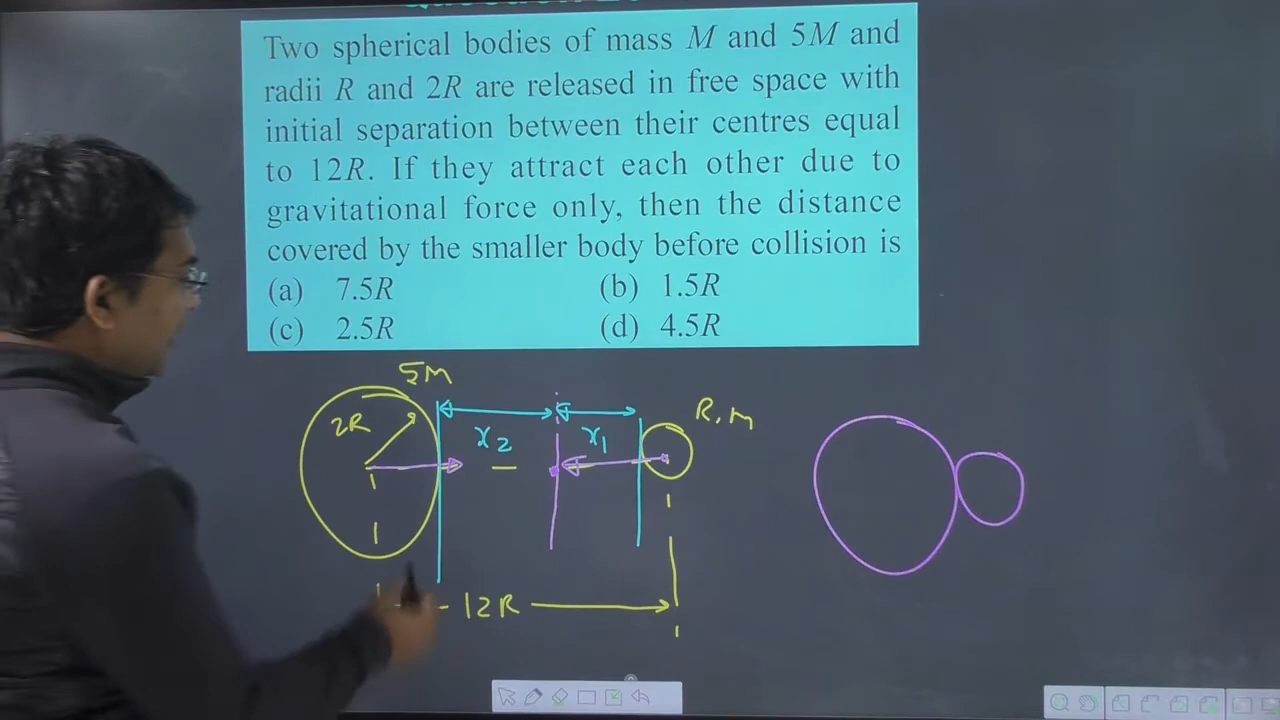 Two spherical bodies of mass M and 5M and
radii R and 2R are released in free space with
initial separation between their centres equal
to 12R. If they attract each other due to
gravitational force only, then the distance
covered by the smaller body before collision is
(a) 7.5R (b) 1.5R
(c) 2.5R (d) 4.5R
5M
2R
x₂
x₁
R, M
12R